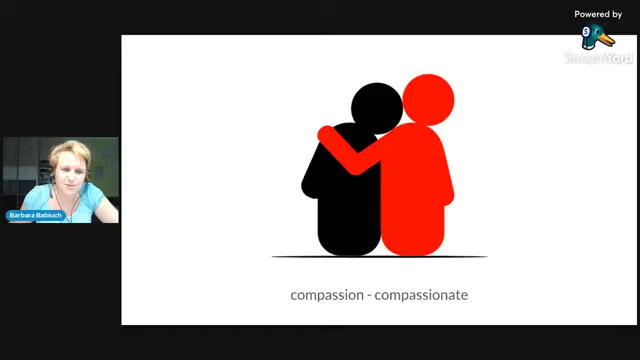 Powered by
StreamYard
Barbara Babiuch
compassion - compassionate